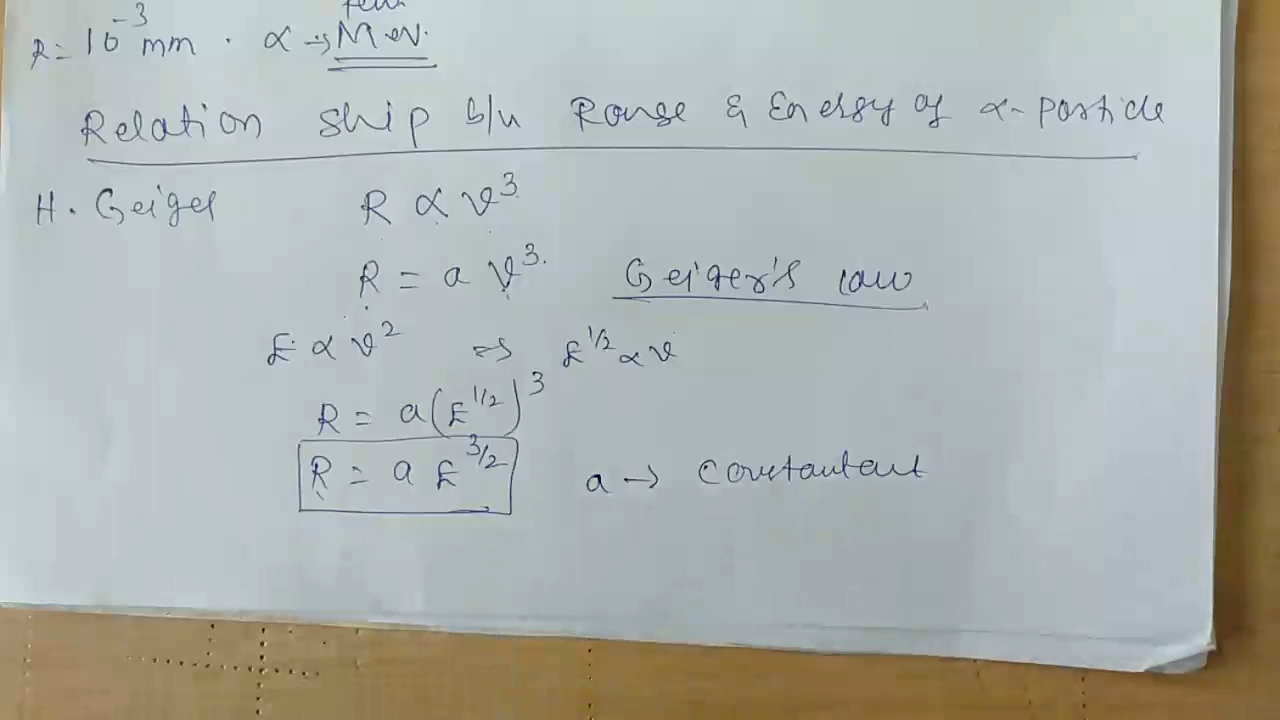 R = 10⁻³ mm . α → Mev.
Relation ship b/w Range & Energy of α-particle
H. Geiger R ∝ v³
R = a v³. Geiger's law
E ∝ v² ⇒ E^1/2 ∝ v
R = a(E^1/2)³
R = a E^3/2 a → constantant